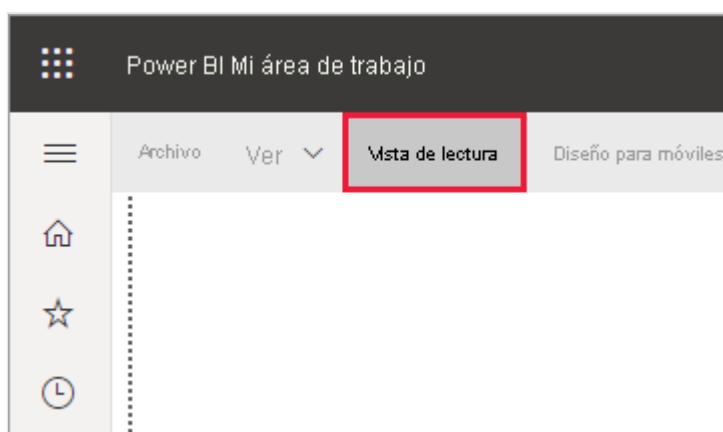 Power BI Mi área de trabajo
Archivo Ver Vista de lectura Diseño para móviles